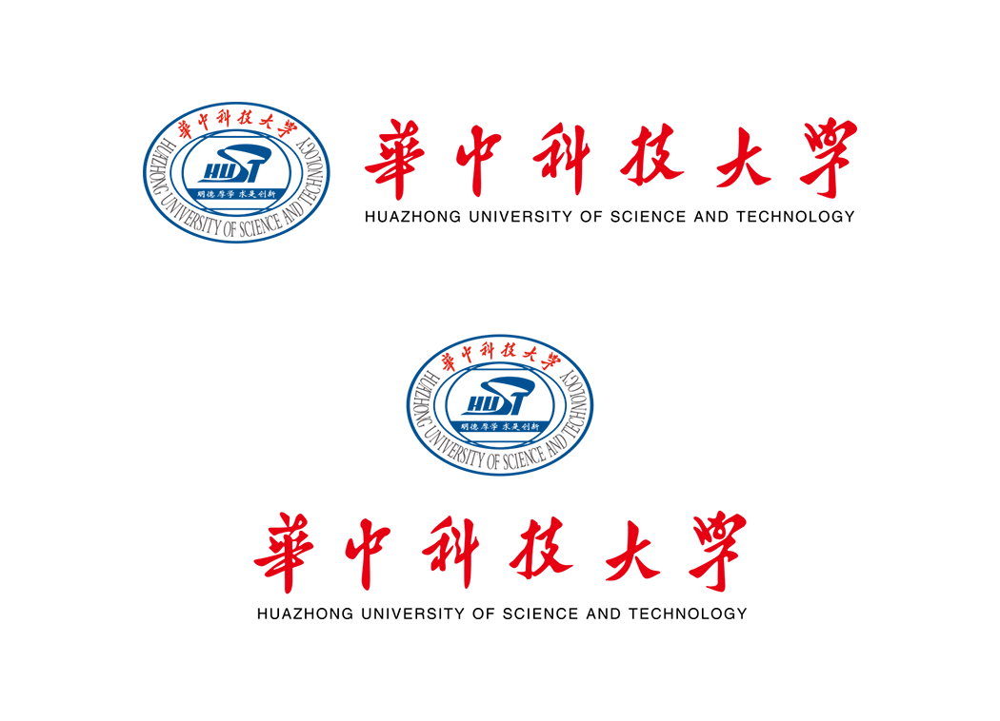 華中科技大学
HUST
明德厚学 求是创新
HUAZHONG UNIVERSITY OF SCIENCE AND TECHNOLOGY
華中科技大学
HUAZHONG UNIVERSITY OF SCIENCE AND TECHNOLOGY
華中科技大学
HUST
明德厚学 求是创新
HUAZHONG UNIVERSITY OF SCIENCE AND TECHNOLOGY
華中科技大学
HUAZHONG UNIVERSITY OF SCIENCE AND TECHNOLOGY